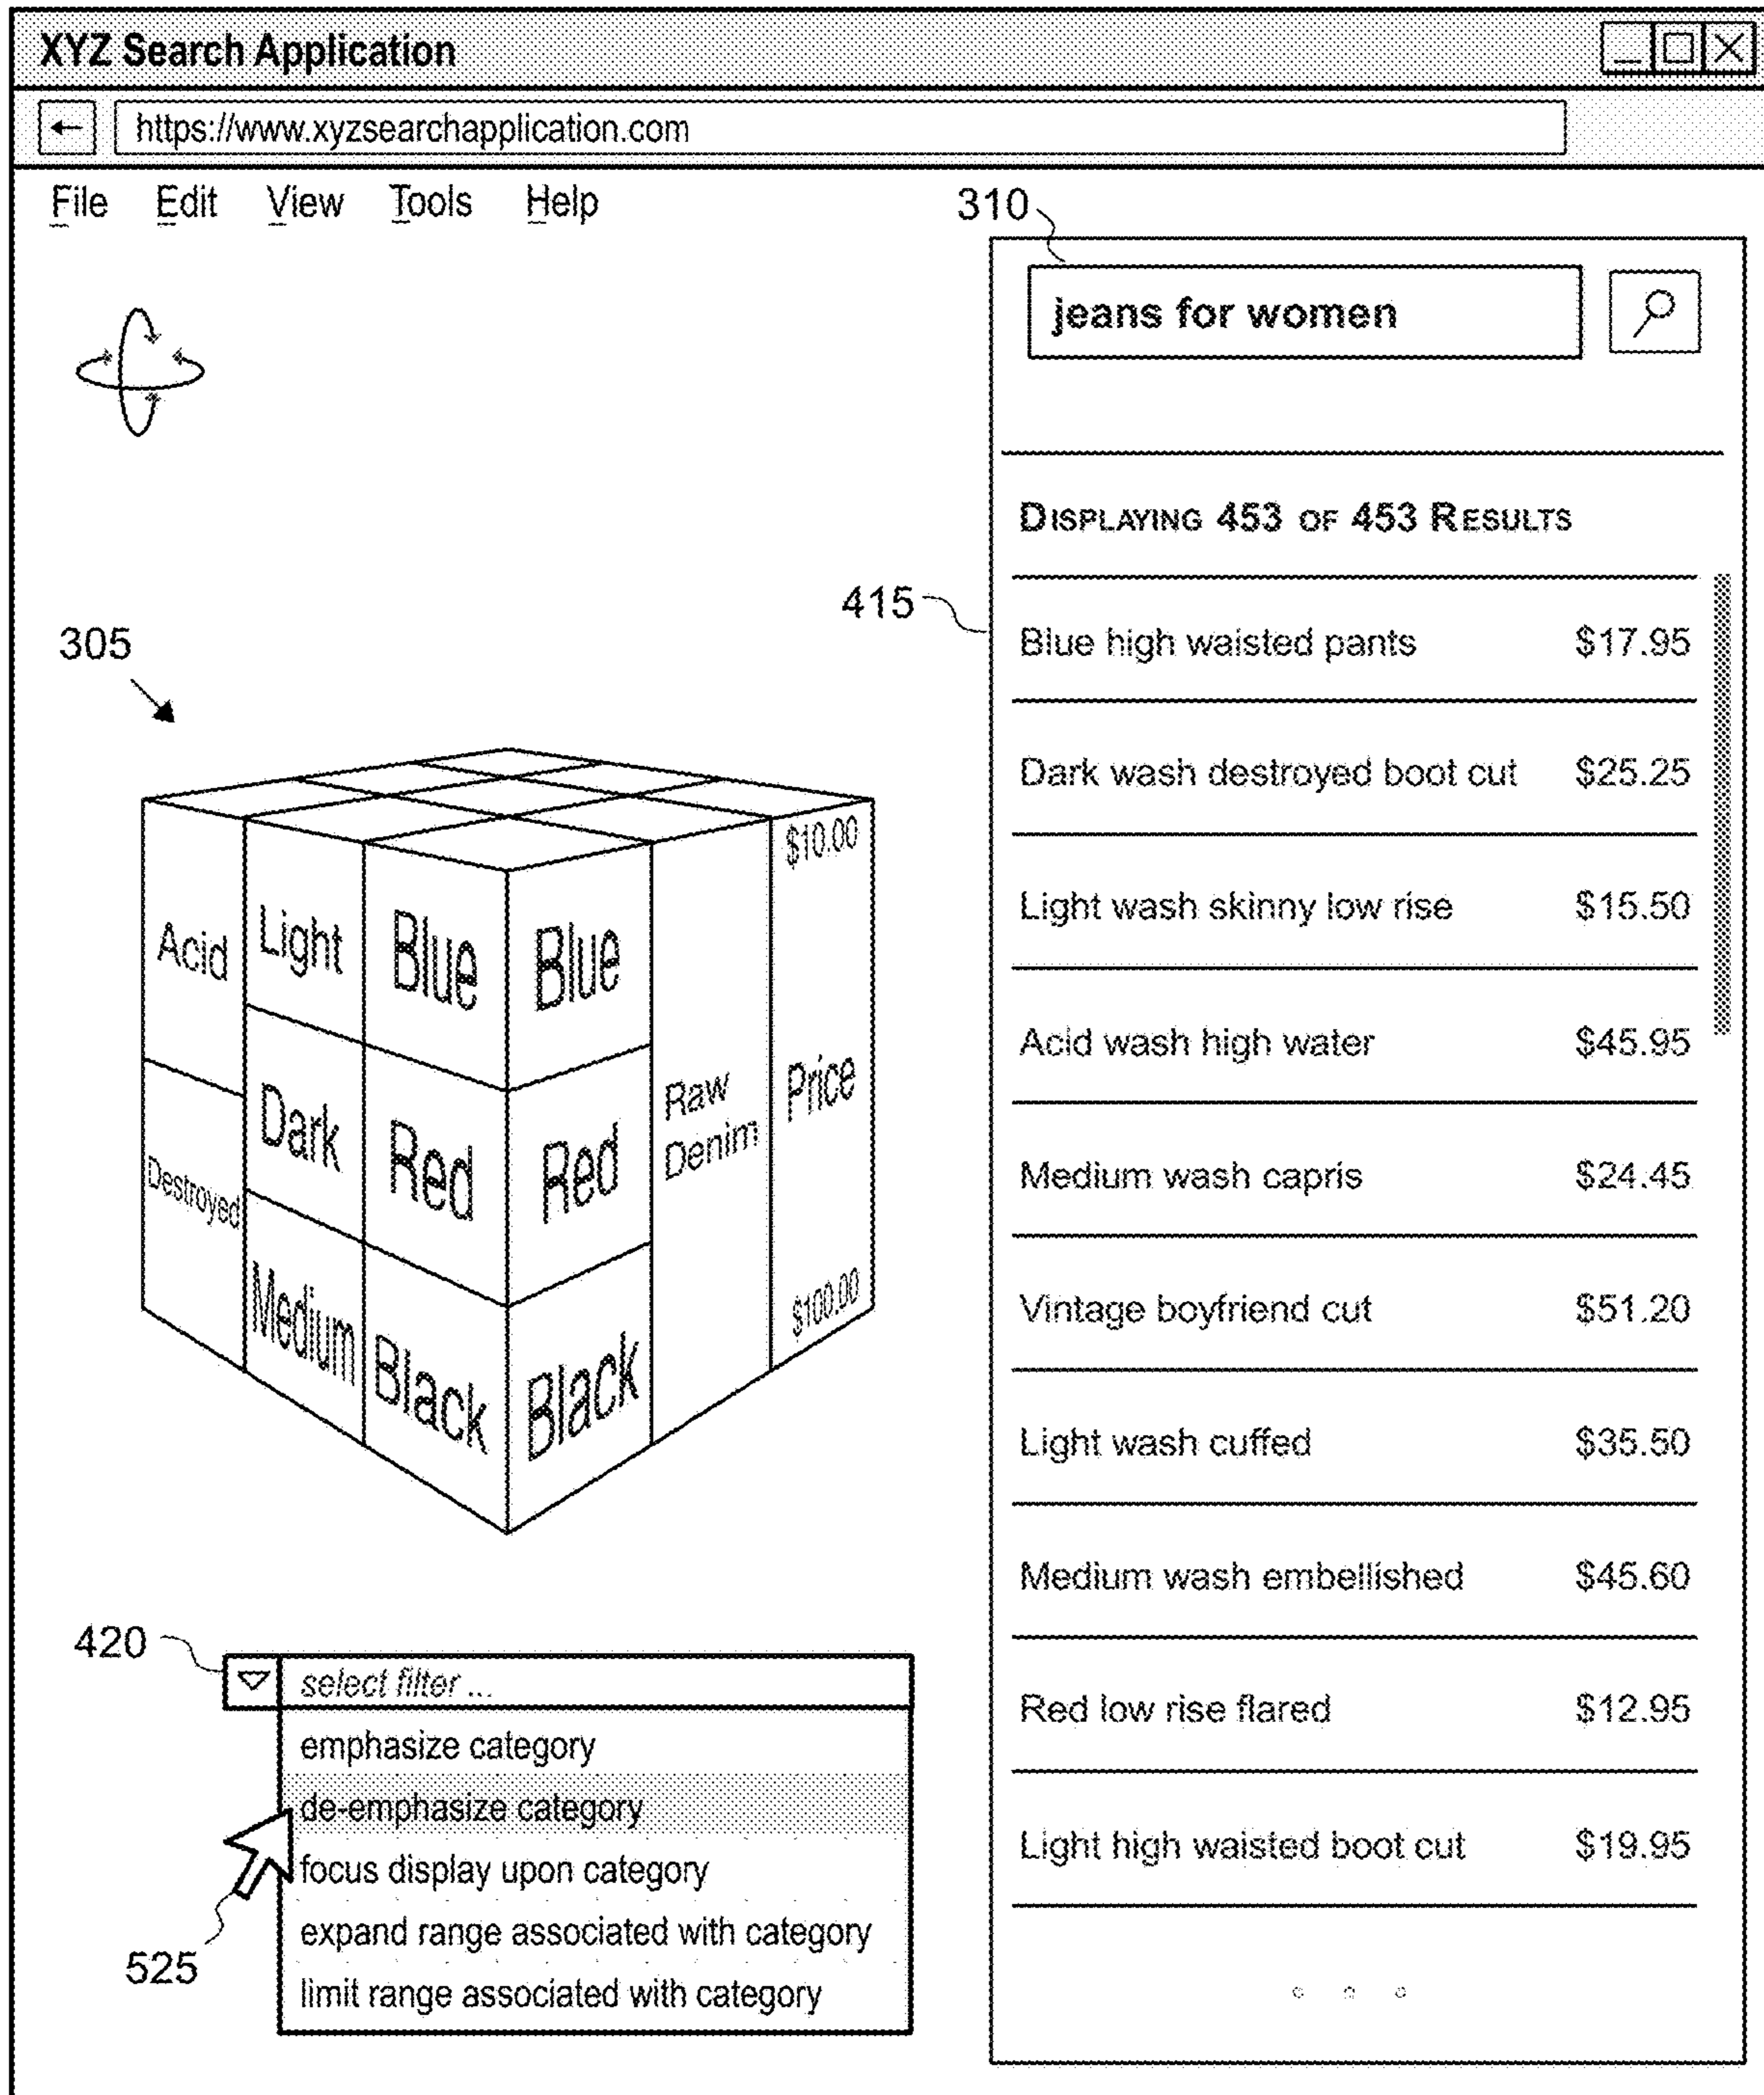 XYZ Search Application
https://www.xyzsearchapplication.com
File Edit View Tools Help
310
jeans for women
DISPLAYING 453 OF 453 RESULTS
415
Blue high waisted pants $17.95
Dark wash destroyed boot cut $25.25
Light wash skinny low rise $15.50
Acid wash high water $45.95
Medium wash capris $24.45
Vintage boyfriend cut $51.20
Light wash cuffed $35.50
Medium wash embellished $45.60
Red low rise flared $12.95
Light high waisted boot cut $19.95
305
Acid
Destroyed
Light
Dark
Medium
Blue
Red
Black
Blue
Red
Black
Raw
Denim
$10.00
Price
$100.00
420
select filter ...
emphasize category
de-emphasize category
focus display upon category
expand range associated with category
limit range associated with category
525